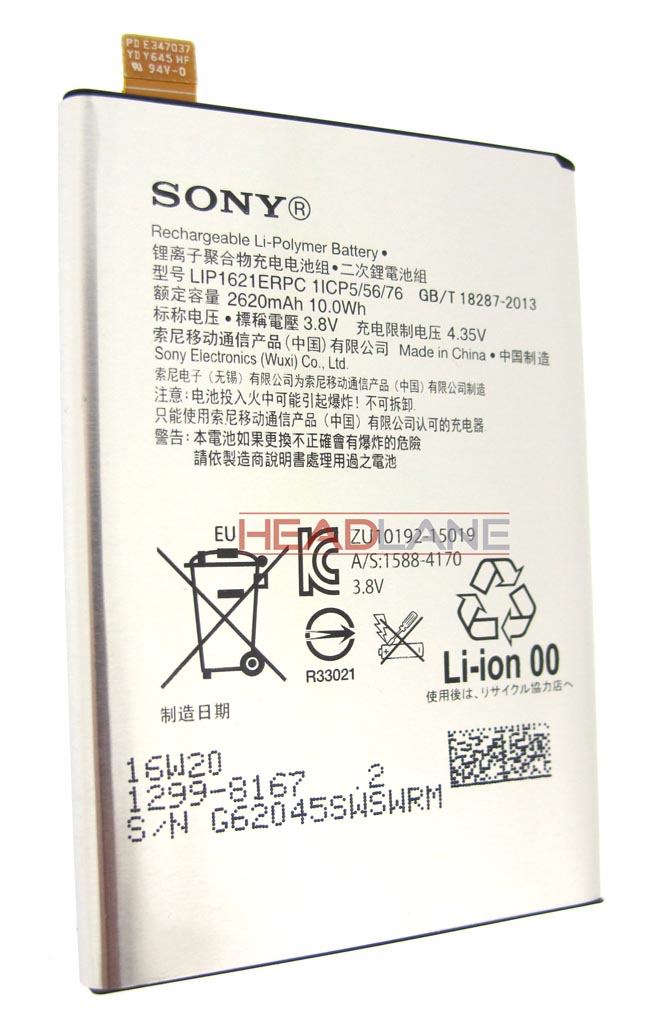 PD E347037
YD Y645 HF
94V-0
SONY®
Rechargeable Li-Polymer Battery •
锂离子聚合物充电电池组•二次鋰電池組
型号 LIP1621ERPC 1ICP5/56/76 GB/T 18287-2013
额定容量 2620mAh 10.0Wh
标称电压 • 標稱電壓 3.8V 充电限制电压 4.35V
索尼移动通信产品(中国)有限公司 Made in China • 中国制造
Sony Electronics (Wuxi) Co., Ltd.
索尼电子（无锡）有限公司为索尼移动通信产品（中国）有限公司制造
注意: 电池投入火中可能引起爆炸! 不可拆卸.
只能使用索尼移动通信产品（中国）有限公司认可的充电器.
警告: 本電池如果更換不正確會有爆炸的危險
請依製造商說明書處理用過之電池
HEADLANE
EU
ZU10192-15019
A/S:1588-4170
3.8V
R33021
Li-ion 00
使用後は、リサイクル協力店へ
制造日期
16W20
1299-8167 .2
S/N G62045SWSWRM